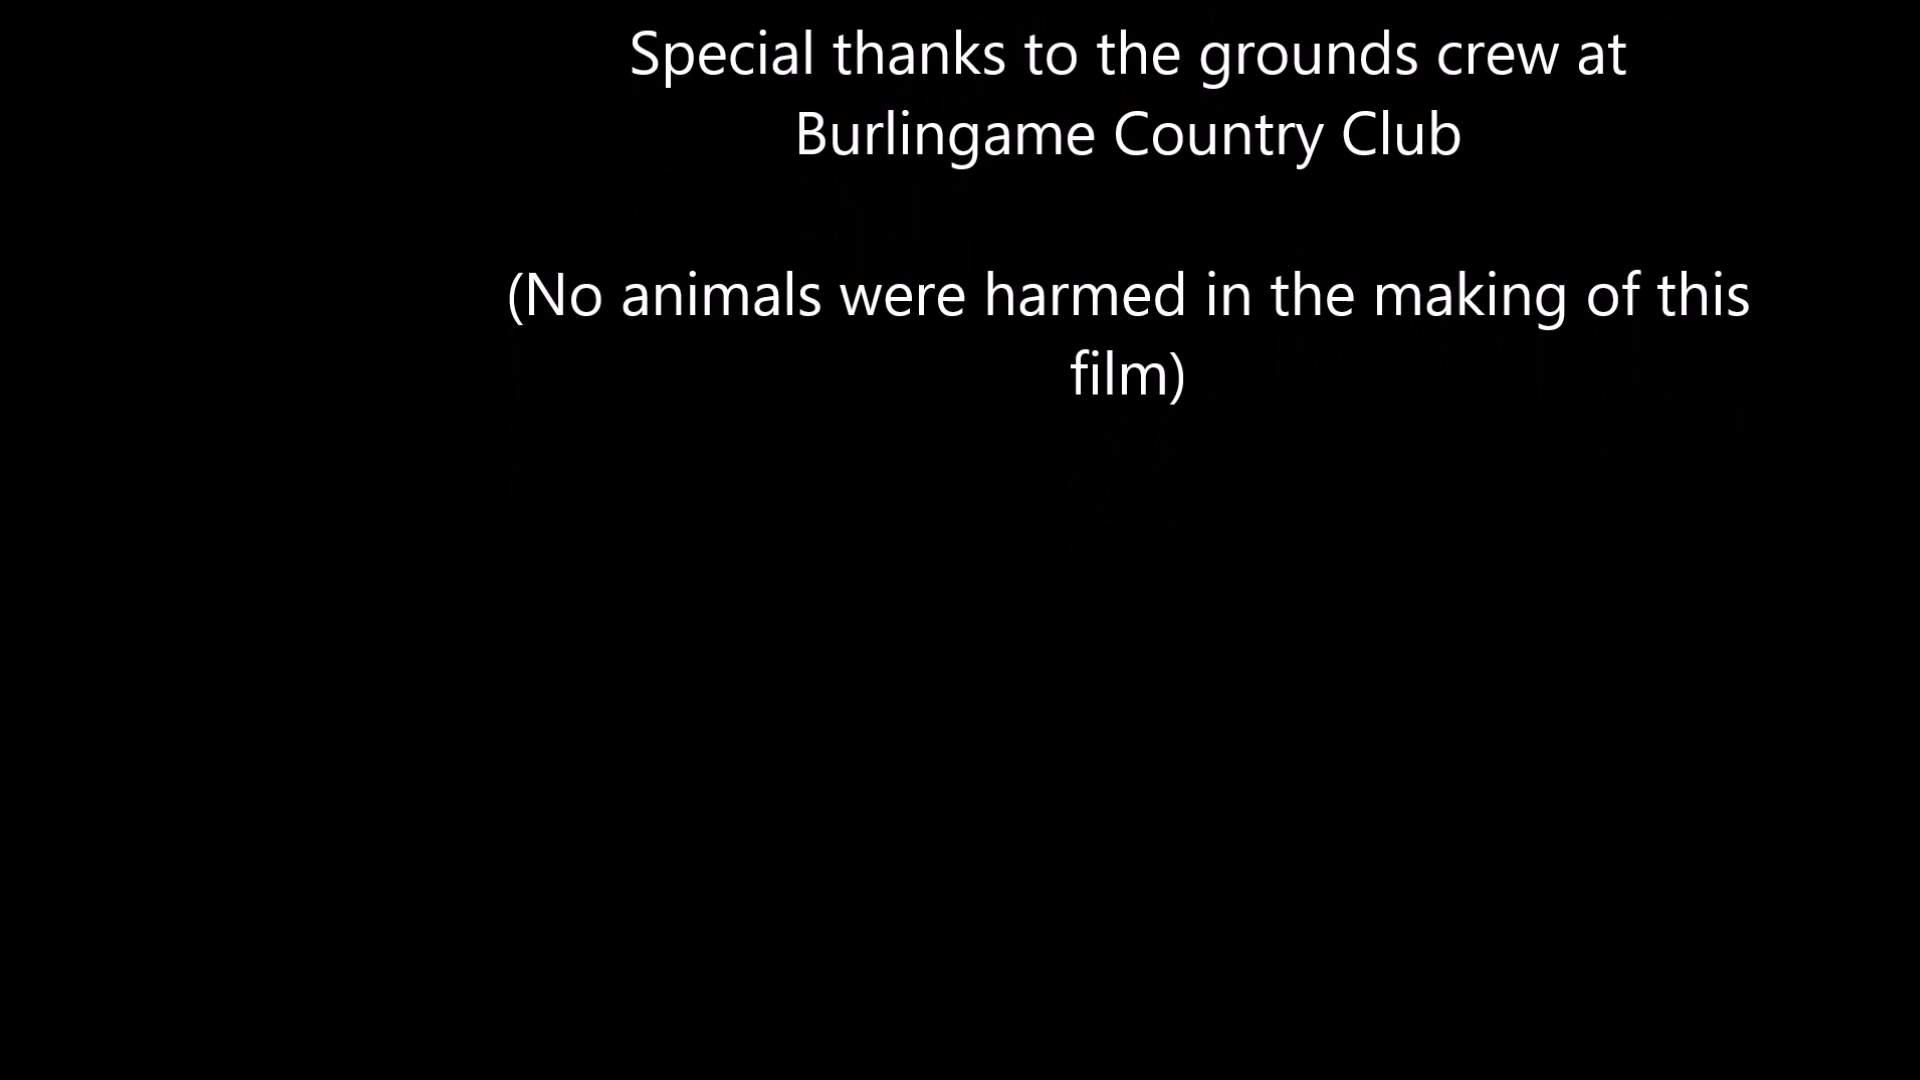 Special thanks to the grounds crew at
Burlingame Country Club
(No animals were harmed in the making of this
film)